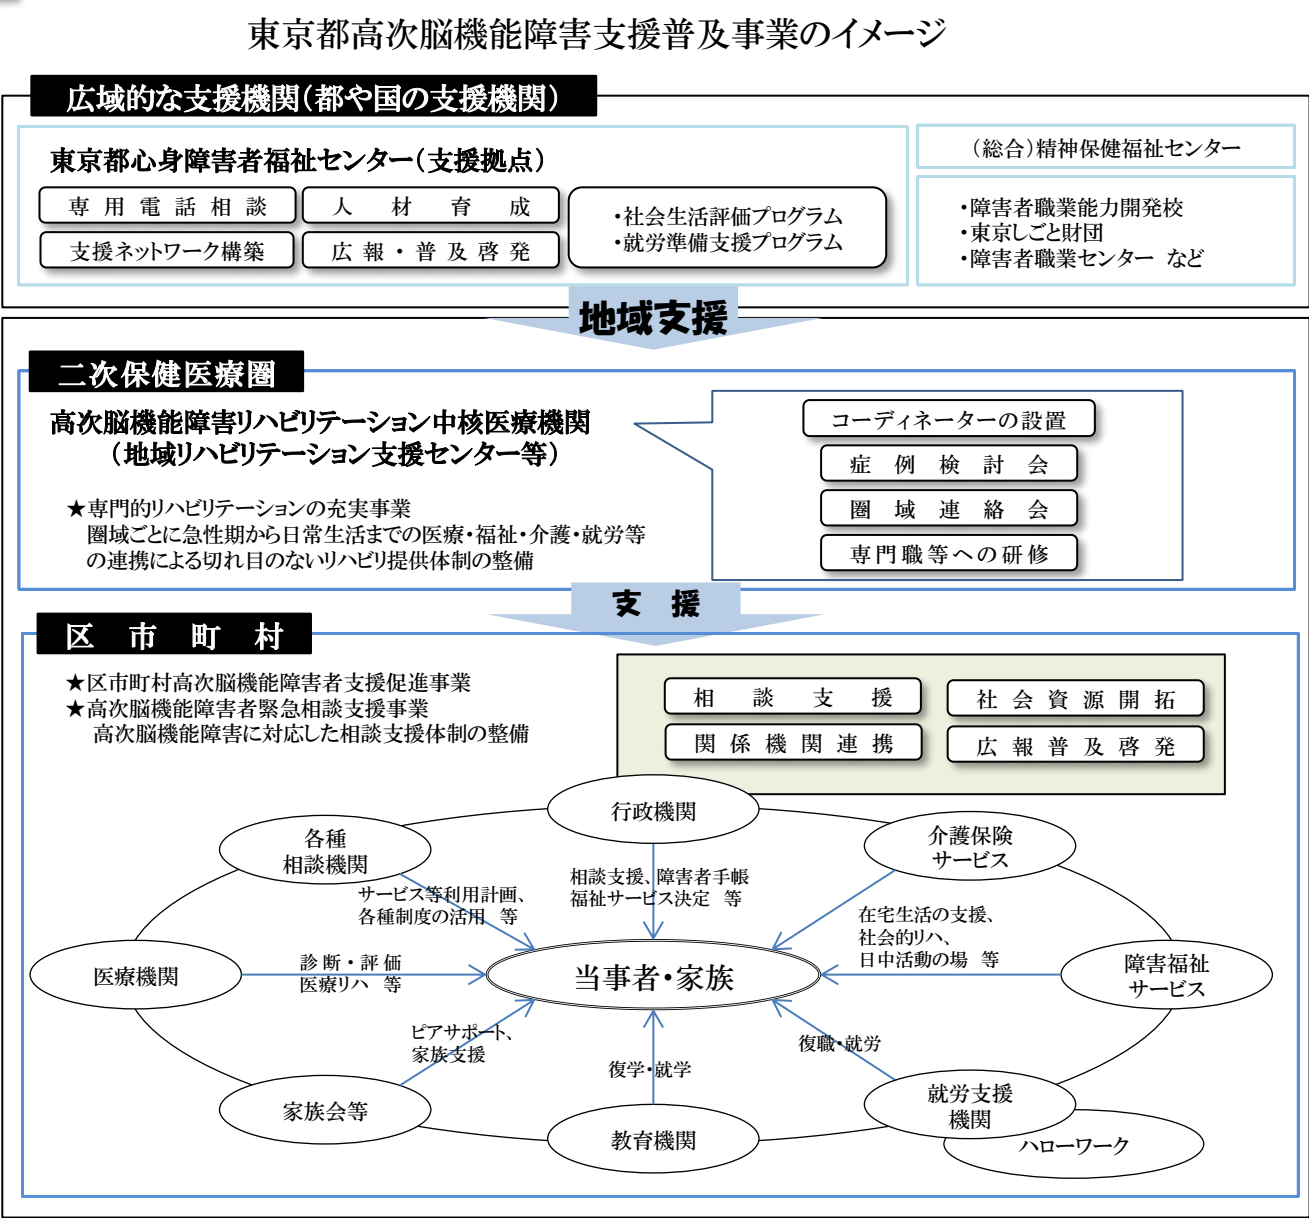 東京都高次脳機能障害支援普及事業のイメージ
広域的な支援機関(都や国の支援機関)
東京都心身障害者福祉センター(支援拠点)
専用電話相談
人材育成
支援ネットワーク構築
広報・普及啓発
・社会生活評価プログラム
・就労準備支援プログラム
(総合)精神保健福祉センター
・障害者職業能力開発校
・東京しごと財団
・障害者職業センター など
地域支援
二次保健医療圏
高次脳機能障害リハビリテーション中核医療機関
(地域リハビリテーション支援センター等)
★専門的リハビリテーションの充実事業
圏域ごとに急性期から日常生活までの医療・福祉・介護・就労等
の連携による切れ目のないリハビリ提供体制の整備
コーディネーターの設置
症例検討会
圏域連絡会
専門職等への研修
支 援
区市町村
★区市町村高次脳機能障害者支援促進事業
★高次脳機能障害者緊急相談支援事業
高次脳機能障害に対応した相談支援体制の整備
相談支援
社会資源開拓
関係機関連携
広報普及啓発
行政機関
各種
相談機関
介護保険
サービス
サービス等利用計画、
各種制度の活用 等
相談支援、障害者手帳
福祉サービス決定 等
在宅生活の支援、
社会的リハ、
日中活動の場 等
医療機関
診断・評価
医療リハ 等
当事者・家族
障害福祉
サービス
ピアサポート、
家族支援
復学・就学
復職・就労
家族会等
教育機関
就労支援
機関
ハローワーク